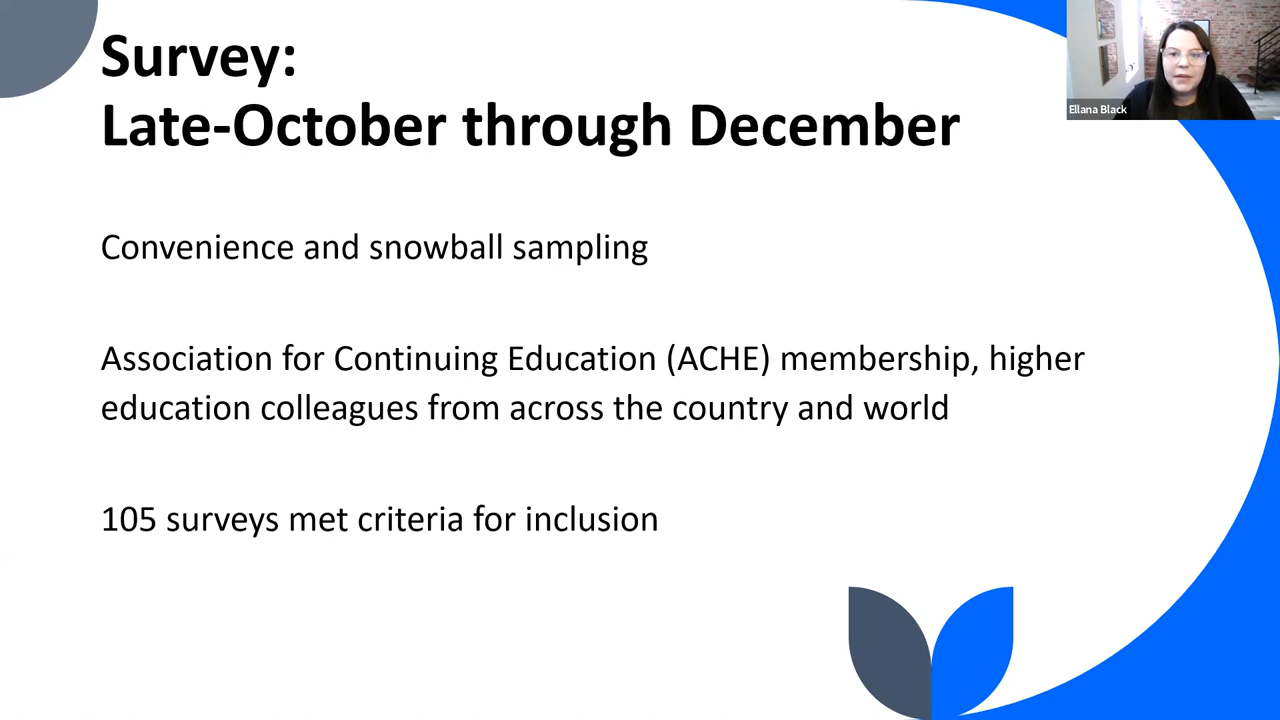 Survey:
Late-October through December
Ellana Black
Convenience and snowball sampling
Association for Continuing Education (ACHE) membership, higher
education colleagues from across the country and world
105 surveys met criteria for inclusion